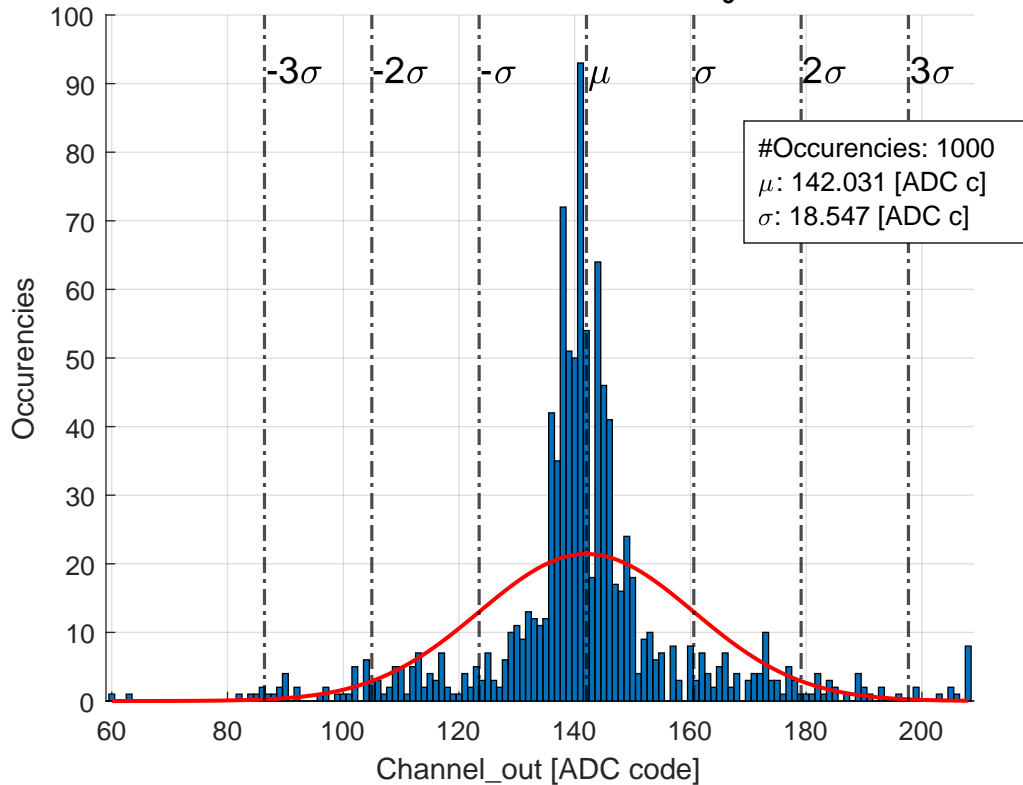 100
90
80
70
60
50
40
30
20
10
0
-3σ
-2σ
-σ
μ
σ
2σ
3σ
#Occurencies: 1000
μ: 142.031 [ADC c]
σ: 18.547 [ADC c]
Occurencies
60
80
100
120
140
160
180
200
Channel_out [ADC code]